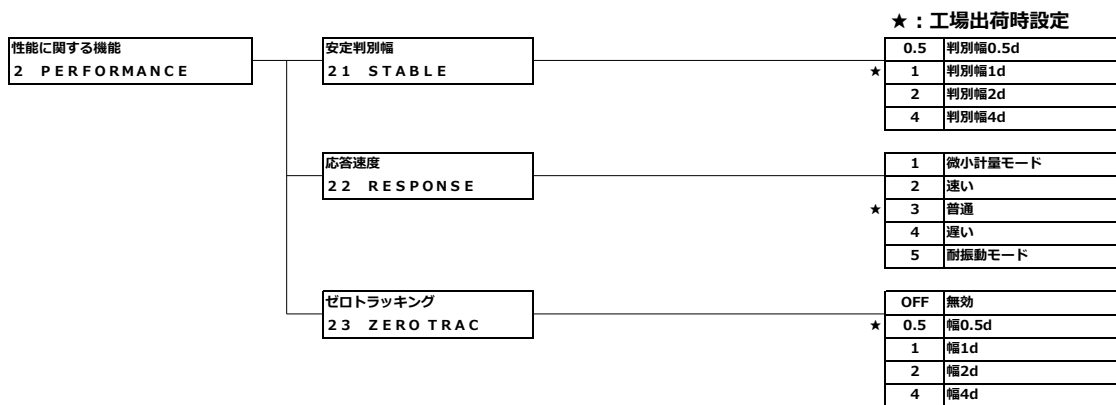 ★：工場出荷時設定
性能に関する機能
2 PERFORMANCE
安定判別幅
21 STABLE
0.5 判別幅0.5d
★ 1 判別幅1d
2 判別幅2d
4 判別幅4d
応答速度
22 RESPONSE
1 微小計量モード
2 速い
★ 3 普通
4 遅い
5 耐振動モード
ゼロトラッキング
23 ZERO TRAC
OFF 無効
★ 0.5 幅0.5d
1 幅1d
2 幅2d
4 幅4d